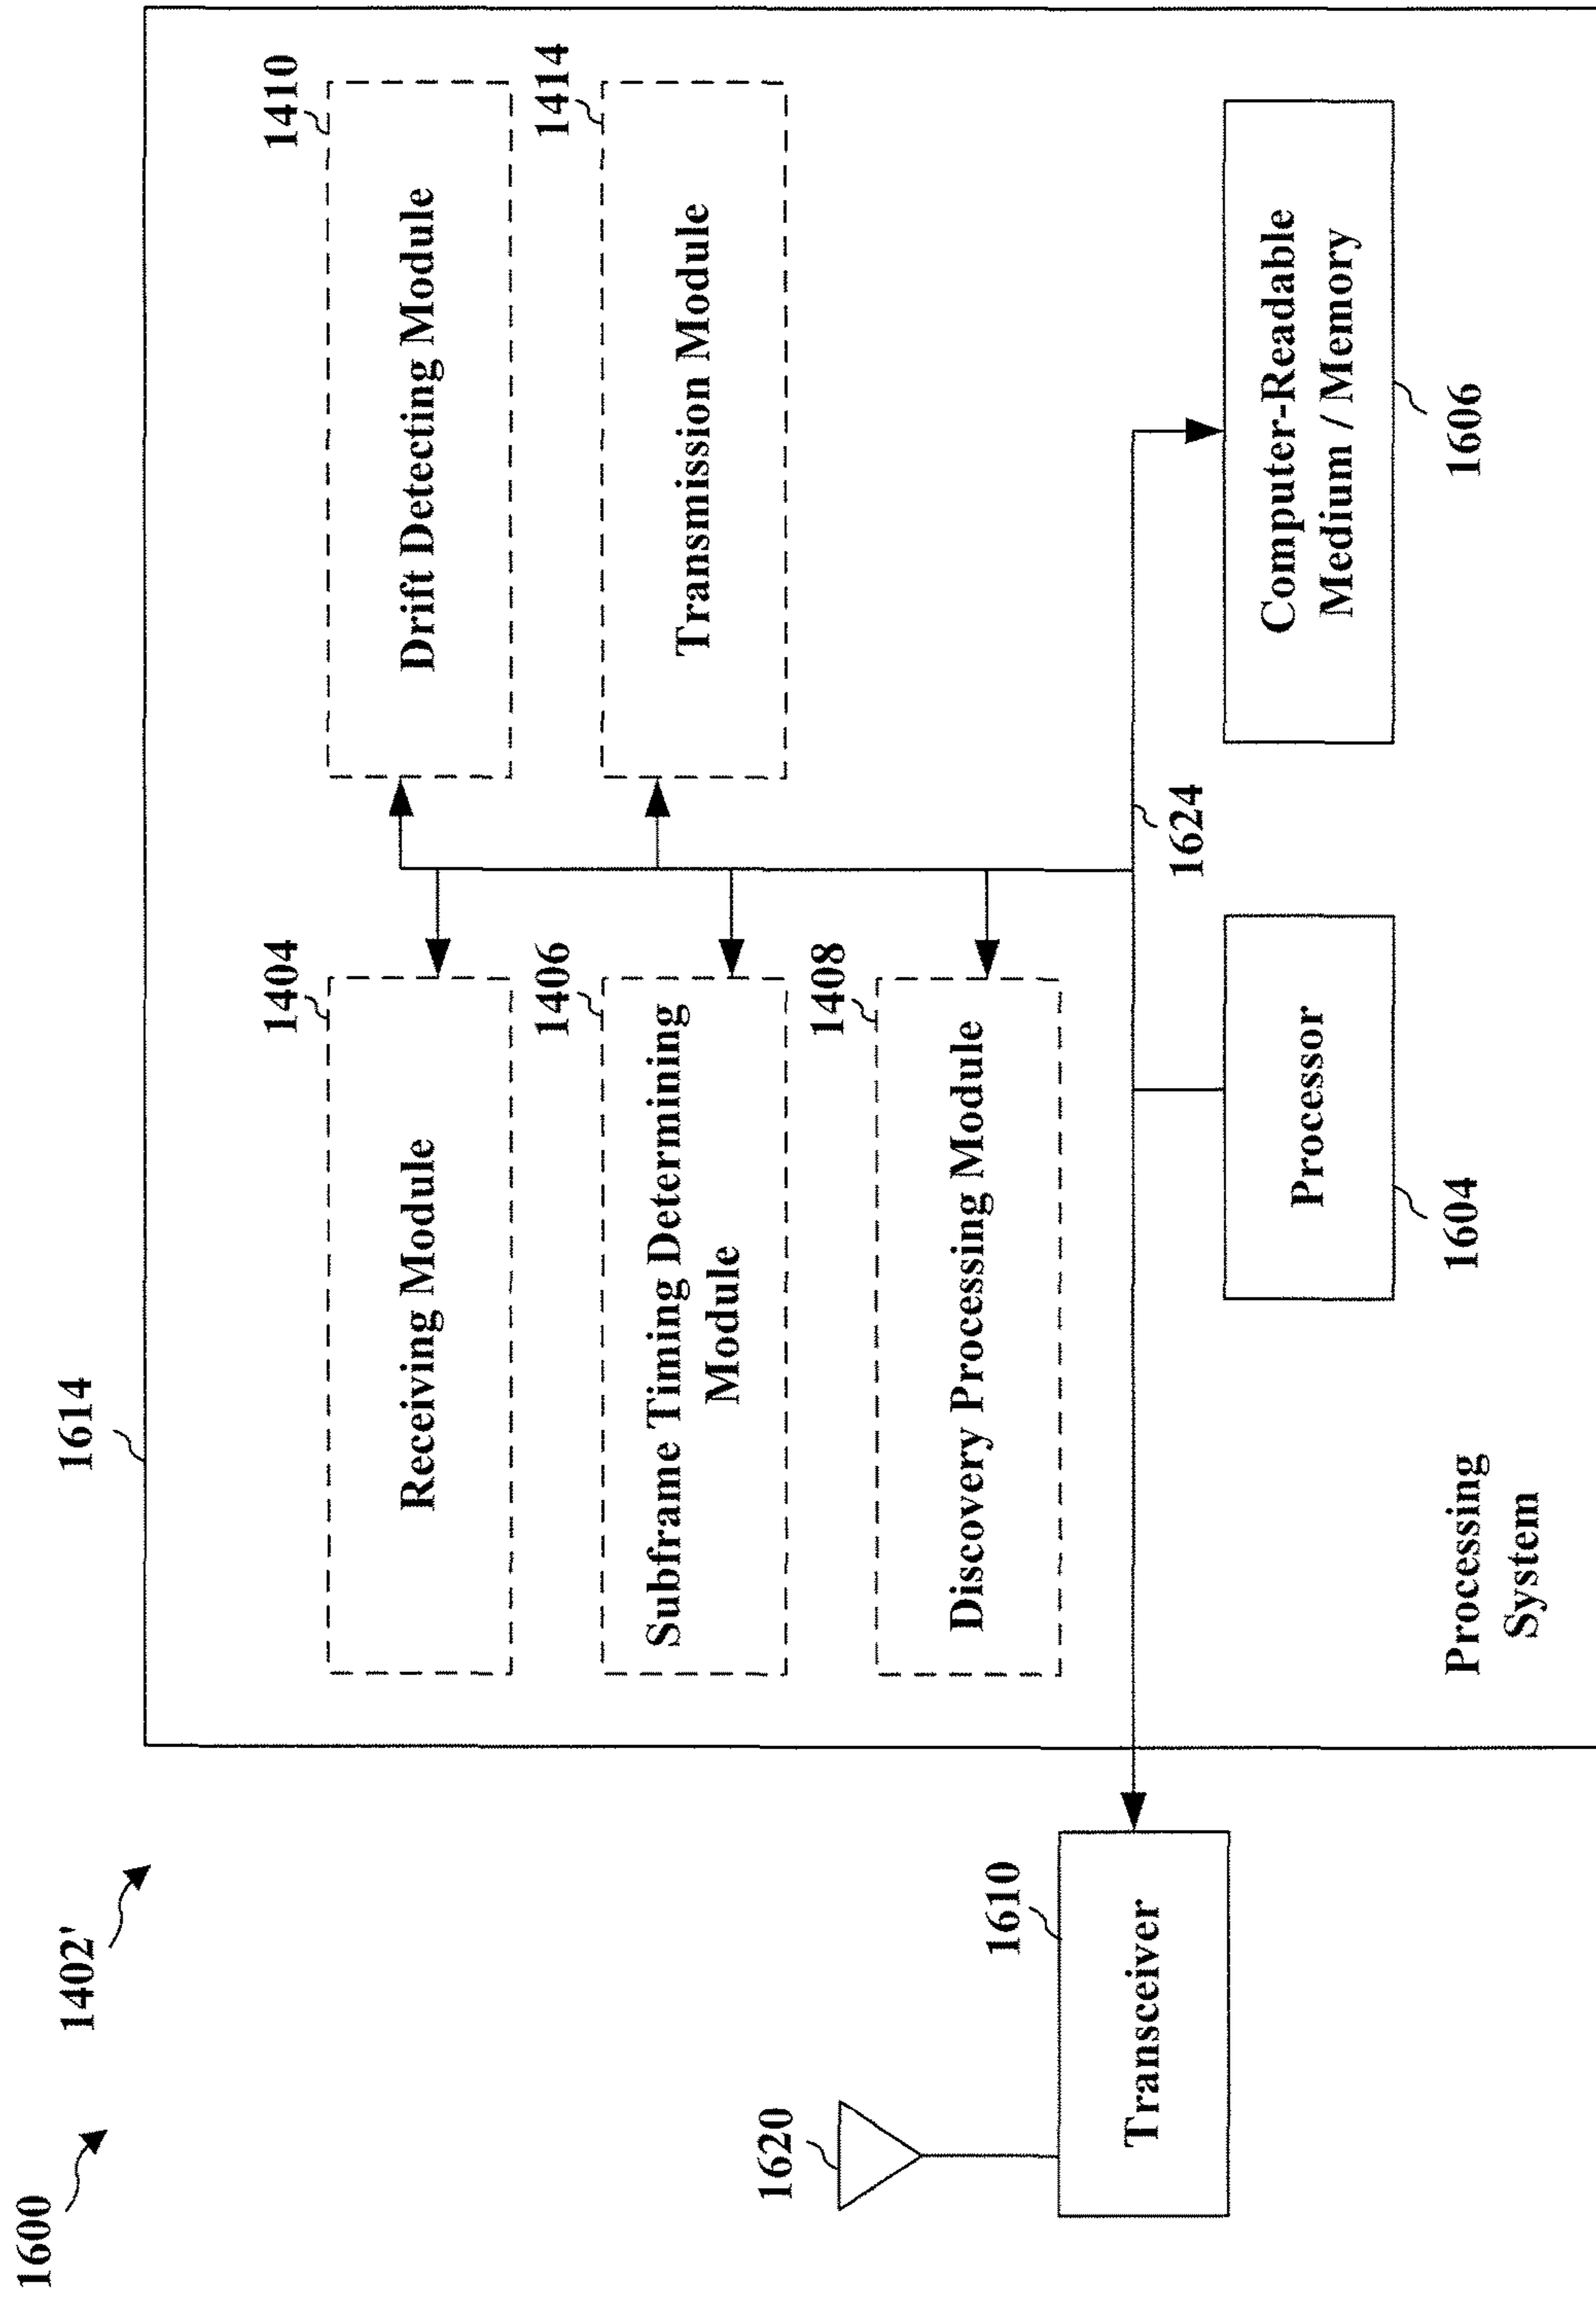 1600
1402'
1614
1404
Receiving Module
1410
Drift Detecting Module
1406
Subframe Timing Determining
Module
1414
Transmission Module
1408
Discovery Processing Module
1620
1610
Transceiver
1624
Processor
1604
Computer-Readable
Medium / Memory
1606
Processing
System